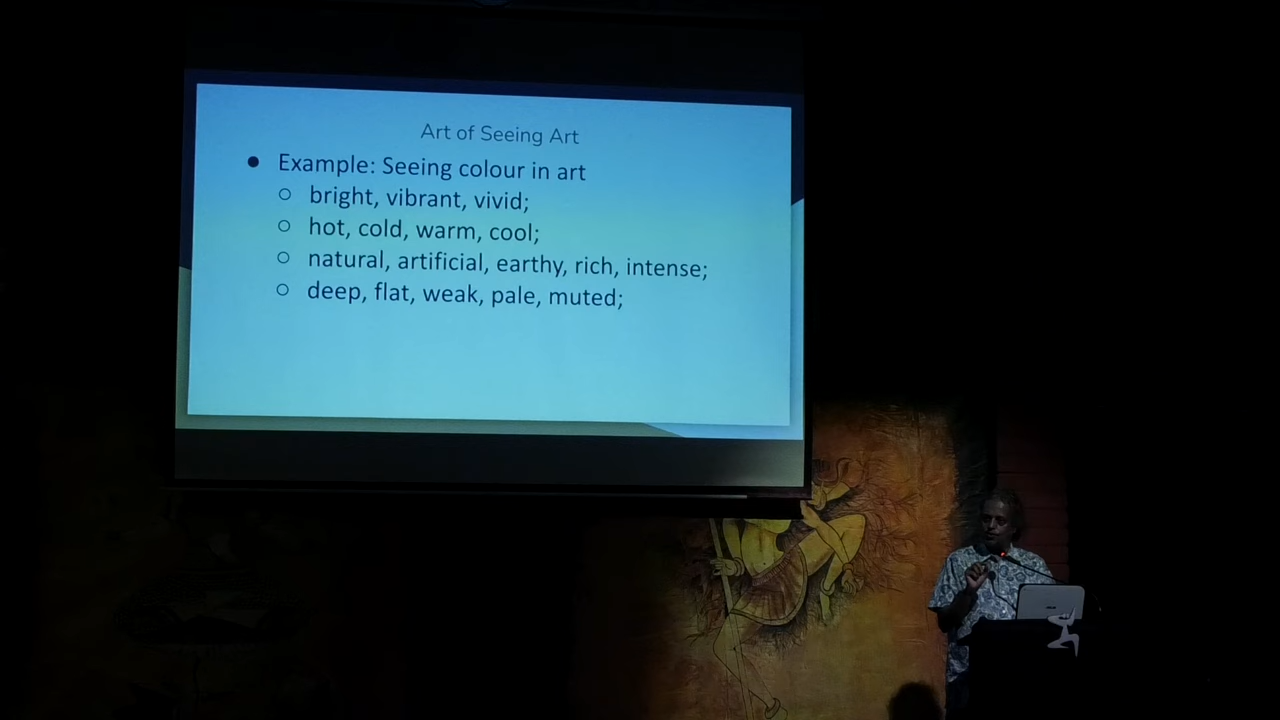 Art of Seeing Art
● Example: Seeing colour in art
○ bright, vibrant, vivid;
○ hot, cold, warm, cool;
○ natural, artificial, earthy, rich, intense;
○ deep, flat, weak, pale, muted;